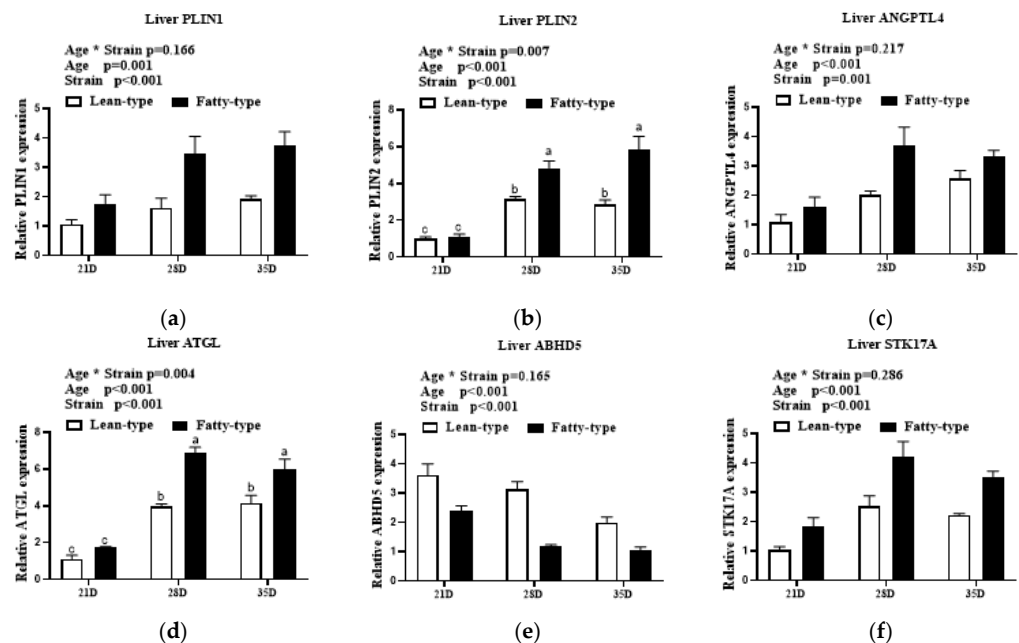 Liver PLIN1
Age * Strain p=0.166
Age p=0.001
Strain p<0.001
Lean-type Fatty-type
Relative PLIN1 expression
5
4
3
2
1
0
21D 28D 35D
(a)
Liver PLIN2
Age * Strain p=0.007
Age p<0.001
Strain p<0.001
Lean-type Fatty-type
Relative PLIN2 expression
8
6
4
2
0
c c b a b a
21D 28D 35D
(b)
Liver ANGPTL4
Age * Strain p=0.217
Age p<0.001
Strain p=0.001
Lean-type Fatty-type
Relative ANGPTL4 expression
5
4
3
2
1
0
21D 28D 35D
(c)
Liver ATGL
Age * Strain p=0.004
Age p<0.001
Strain p<0.001
Lean-type Fatty-type
Relative ATGL expression
8
6
4
2
0
c c b a b a
21D 28D 35D
(d)
Liver ABHD5
Age * Strain p=0.165
Age p<0.001
Strain p<0.001
Lean-type Fatty-type
Relative ABHD5 expression
5
4
3
2
1
0
21D 28D 35D
(e)
Liver STK17A
Age * Strain p=0.286
Age p<0.001
Strain p<0.001
Lean-type Fatty-type
Relative STK17A expression
5
4
3
2
1
0
21D 28D 35D
(f)